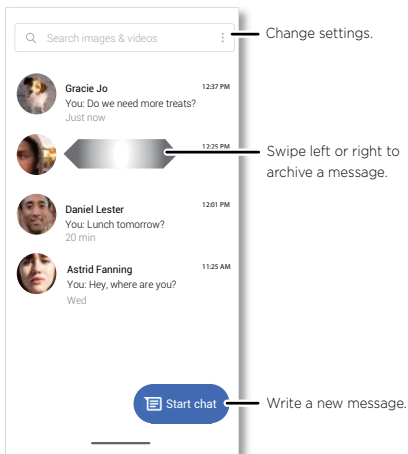 Search images & videos
Change settings.
Gracie Jo 12:37 PM
You: Do we need more treats?
Just now
12:25 PM
Swipe left or right to
archive a message.
Daniel Lester 12:01 PM
You: Lunch tomorrow?
20 min
Astrid Fanning 11:25 AM
You: Hey, where are you?
Wed
Start chat
Write a new message.